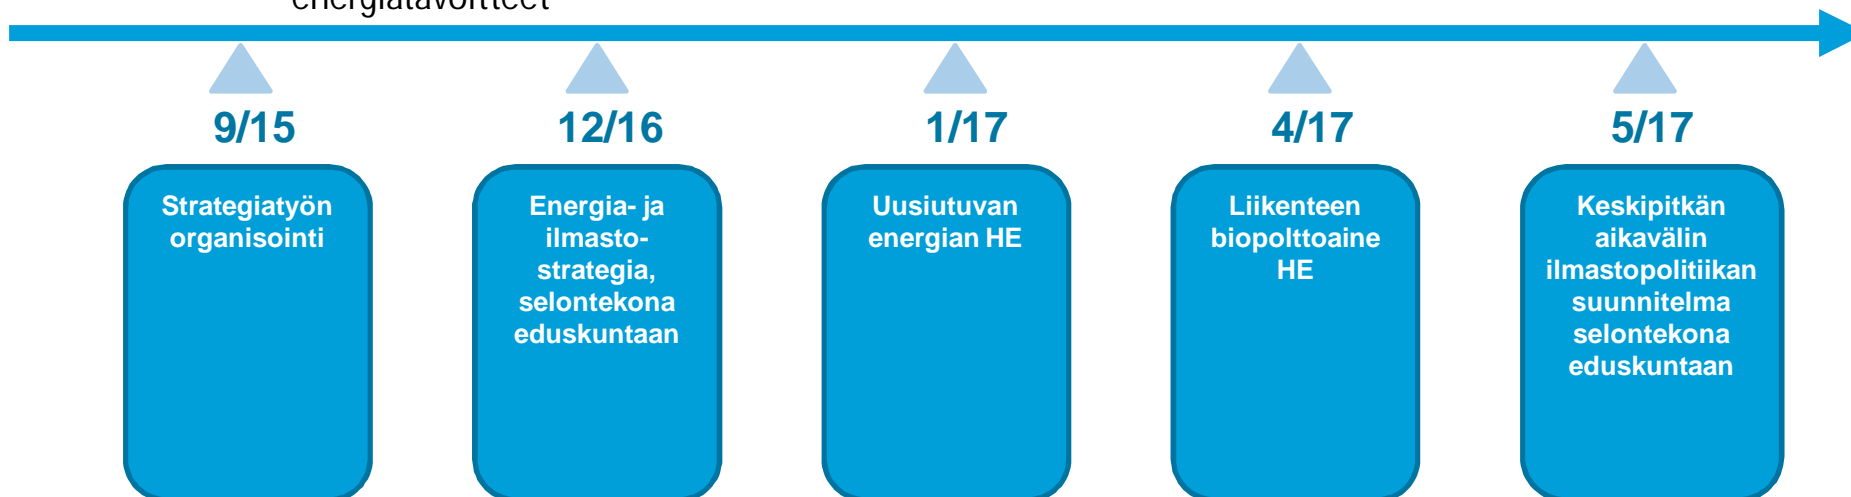 energiatavoitteet
9/15
12/16
1/17
4/17
5/17
Strategiatyön
organisointi
Energia- ja
ilmasto-
strategia,
selontekona
eduskuntaan
Uusiutuvan
energian HE
Liikenteen
biopolttoaine
HE
Keskipitkän
aikavälin
ilmastopolitiikan
suunnitelma
selontekona
eduskuntaan